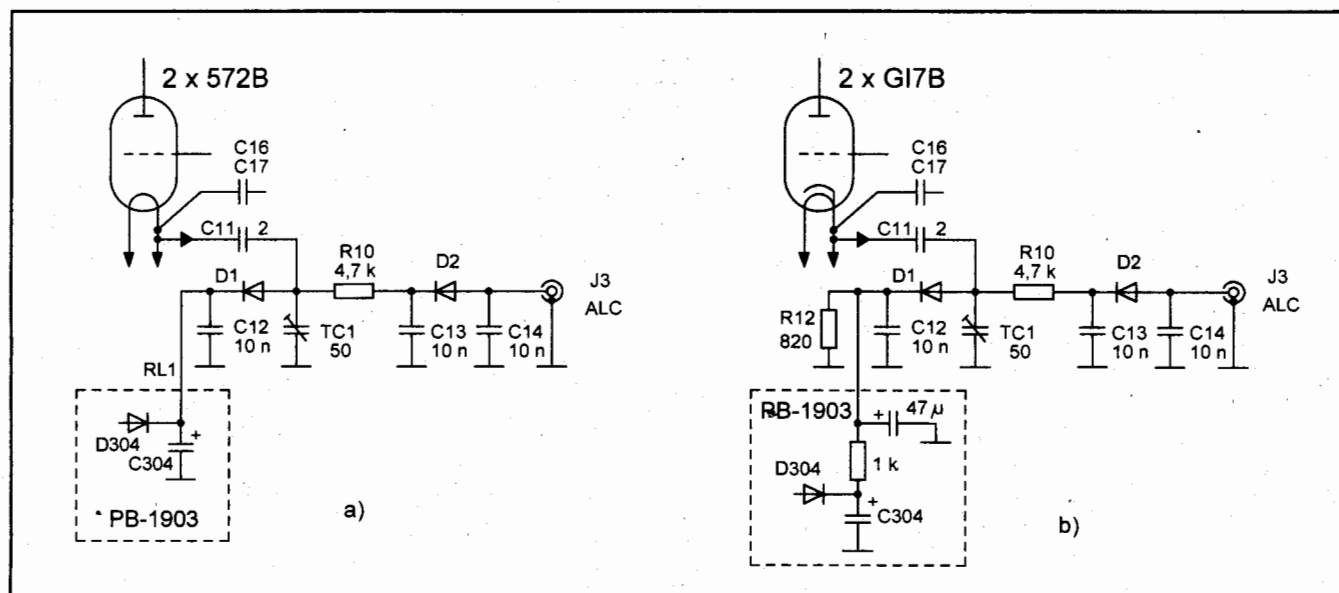 2 x 572B
C16
C17
C11 2
R10
4,7 k
D1
D2
J3
ALC
C12
10 n
TC1
50
C13
10 n
C14
10 n
RL1
D304
+
C304
PB-1903
a)
2 x GI7B
C16
C17
C11 2
R10
4,7 k
D1
D2
J3
ALC
R12
820
C12
10 n
TC1
50
C13
10 n
C14
10 n
PB-1903
+
47 µ
1 k
D304
+
C304
b)